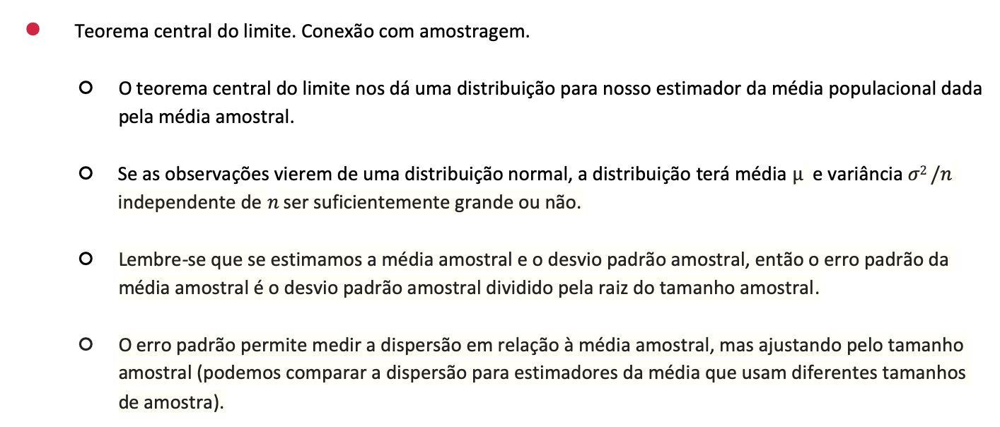 Teorema central do limite. Conexão com amostragem.
O teorema central do limite nos dá uma distribuição para nosso estimador da média populacional dada
pela média amostral.
Se as observações vierem de uma distribuição normal, a distribuição terá média μ e variância σ² /n
independente de n ser suficientemente grande ou não.
Lembre-se que se estimamos a média amostral e o desvio padrão amostral, então o erro padrão da
média amostral é o desvio padrão amostral dividido pela raiz do tamanho amostral.
O erro padrão permite medir a dispersão em relação à média amostral, mas ajustando pelo tamanho
amostral (podemos comparar a dispersão para estimadores da média que usam diferentes tamanhos
de amostra).